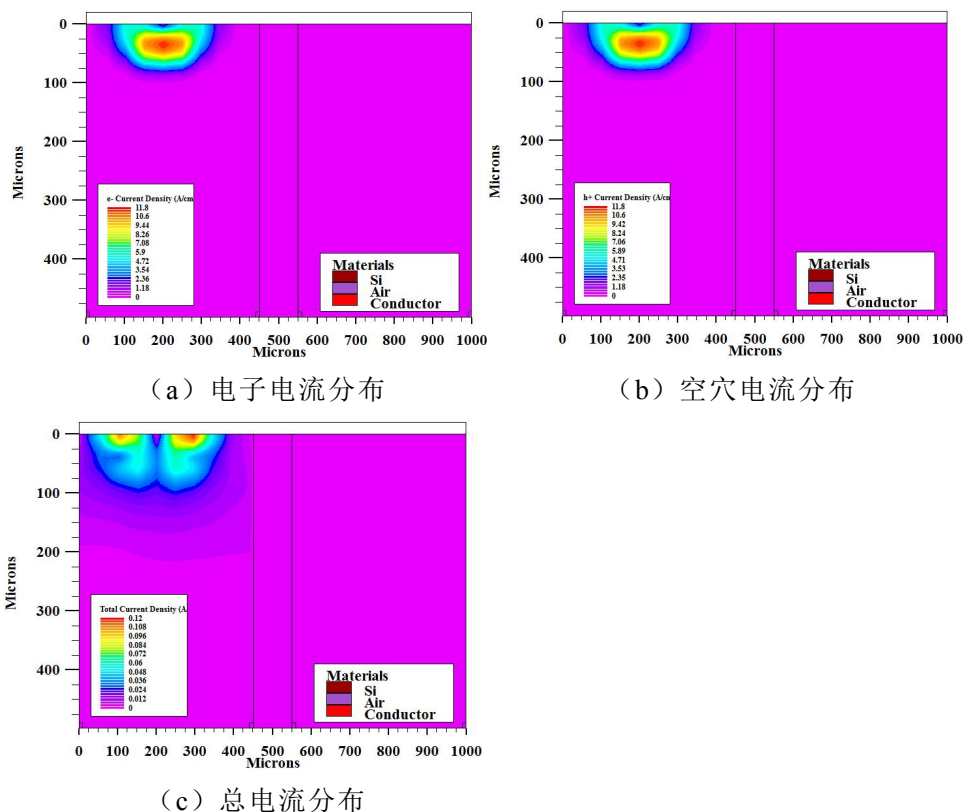 0
100
200
300
400
Microns
e- Current Density (A/cm
11.8
10.6
9.44
8.26
7.08
5.9
4.72
3.54
2.36
1.18
0
Materials
Si
Air
Conductor
0 100 200 300 400 500 600 700 800 900 1000
Microns
（a）电子电流分布
0
100
200
300
400
Microns
h+ Current Density (A/cm
11.8
10.6
9.42
8.24
7.06
5.89
4.71
3.53
2.35
1.18
0
Materials
Si
Air
Conductor
0 100 200 300 400 500 600 700 800 900 1000
Microns
（b）空穴电流分布
0
100
200
300
400
Microns
Total Current Density (A
0.12
0.108
0.096
0.084
0.072
0.06
0.048
0.036
0.024
0.012
0
Materials
Si
Air
Conductor
0 100 200 300 400 500 600 700 800 900 1000
Microns
（c）总电流分布